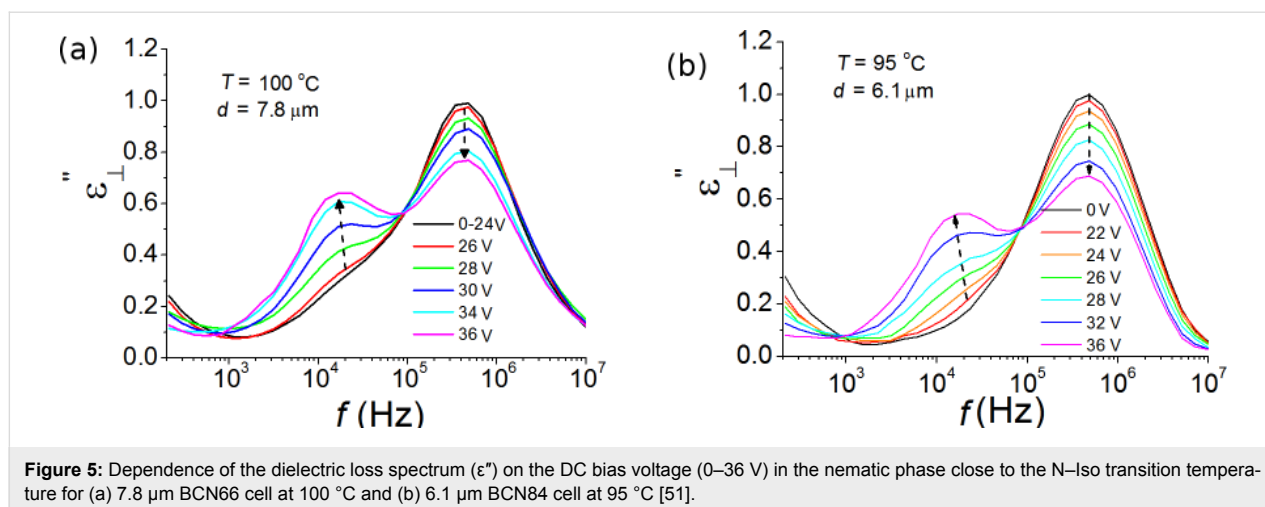 (a)
T = 100 °C
d = 7.8 µm
ε″⊥
1.2
1.0
0.8
0.6
0.4
0.2
0.0
0-24V
26 V
28 V
30 V
34 V
36 V
10³ 10⁴ 10⁵ 10⁶ 10⁷
f (Hz)
(b)
T = 95 °C
d = 6.1 µm
ε″⊥
1.2
1.0
0.8
0.6
0.4
0.2
0.0
0 V
22 V
24 V
26 V
28 V
32 V
36 V
10³ 10⁴ 10⁵ 10⁶ 10⁷
f (Hz)
Figure 5: Dependence of the dielectric loss spectrum (ε″) on the DC bias voltage (0–36 V) in the nematic phase close to the N–Iso transition tempera-
ture for (a) 7.8 µm BCN66 cell at 100 °C and (b) 6.1 µm BCN84 cell at 95 °C [51].